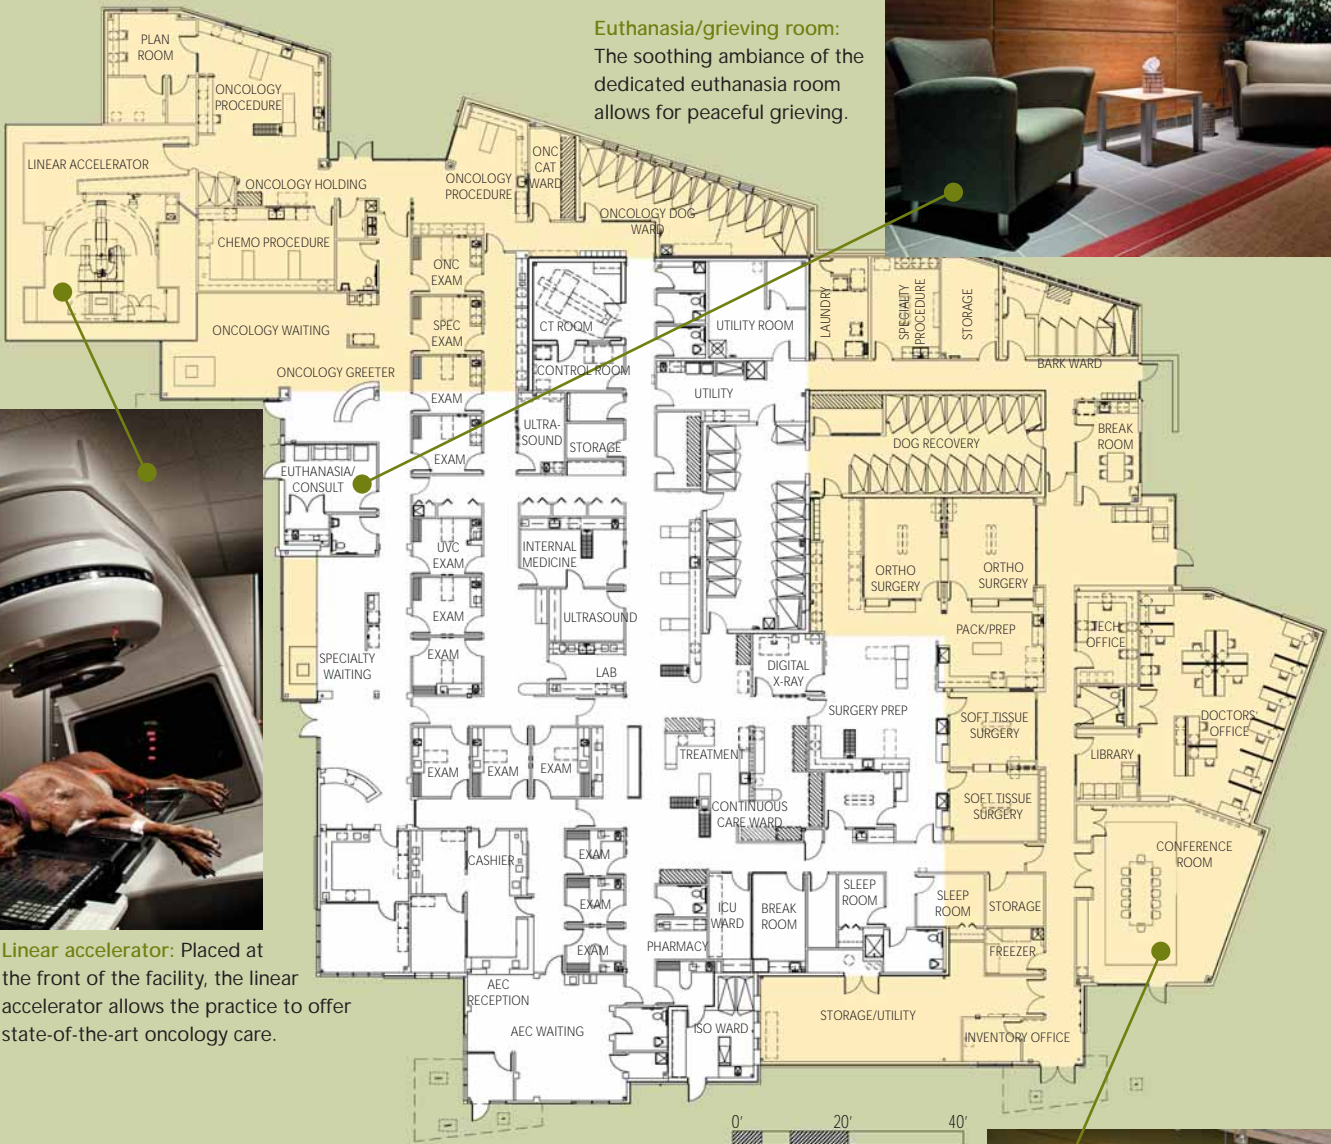 Euthanasia/grieving room:
The soothing ambiance of the
dedicated euthanasia room
allows for peaceful grieving.
PLAN
ROOM
ONCOLOGY
PROCEDURE
LINEAR ACCELERATOR
ONCOLOGY HOLDING
ONCOLOGY
PROCEDURE
ONC
CAT
WARD
ONCOLOGY DOG
WARD
CHEMO PROCEDURE
ONC
EXAM
ONCOLOGY WAITING
SPEC
EXAM
CT ROOM
UTILITY ROOM
LAUNDRY
SPECIALTY
PROCEDURE
STORAGE
BARK WARD
ONCOLOGY GREETER
CONTROL ROOM
EXAM
UTILITY
ULTRA-
SOUND
STORAGE
DOG RECOVERY
BREAK
ROOM
EXAM
EUTHANASIA/
CONSULT
UVC
EXAM
INTERNAL
MEDICINE
ORTHO
SURGERY
ORTHO
SURGERY
EXAM
ULTRASOUND
PACK/PREP
TECH
OFFICE
EXAM
SPECIALTY
WAITING
LAB
DIGITAL
X-RAY
SURGERY PREP
SOFT TISSUE
SURGERY
DOCTORS'
OFFICE
TREATMENT
LIBRARY
EXAM
EXAM
EXAM
CONTINUOUS
CARE WARD
SOFT TISSUE
SURGERY
CONFERENCE
ROOM
CASHIER
EXAM
EXAM
EXAM
ICU
WARD
BREAK
ROOM
SLEEP
ROOM
SLEEP
ROOM
STORAGE
PHARMACY
FREEZER
AEC
RECEPTION
AEC WAITING
ISO WARD
STORAGE/UTILITY
INVENTORY OFFICE
Linear accelerator: Placed at
the front of the facility, the linear
accelerator allows the practice to offer
state-of-the-art oncology care.
0' 20' 40'